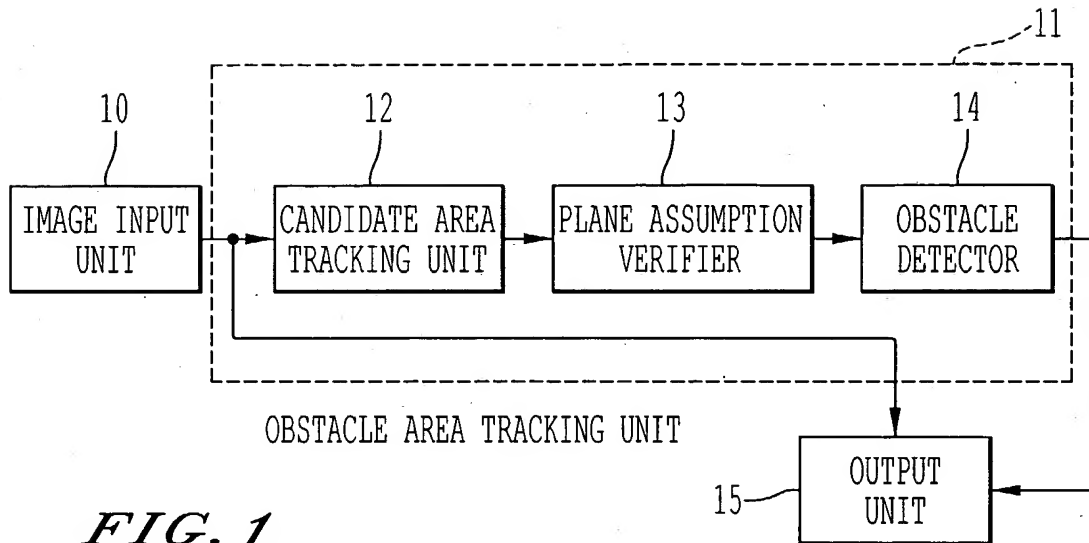 11
10
12
13
14
IMAGE INPUT
UNIT
CANDIDATE AREA
TRACKING UNIT
PLANE ASSUMPTION
VERIFIER
OBSTACLE
DETECTOR
OBSTACLE AREA TRACKING UNIT
15
OUTPUT
UNIT
FIG. 1